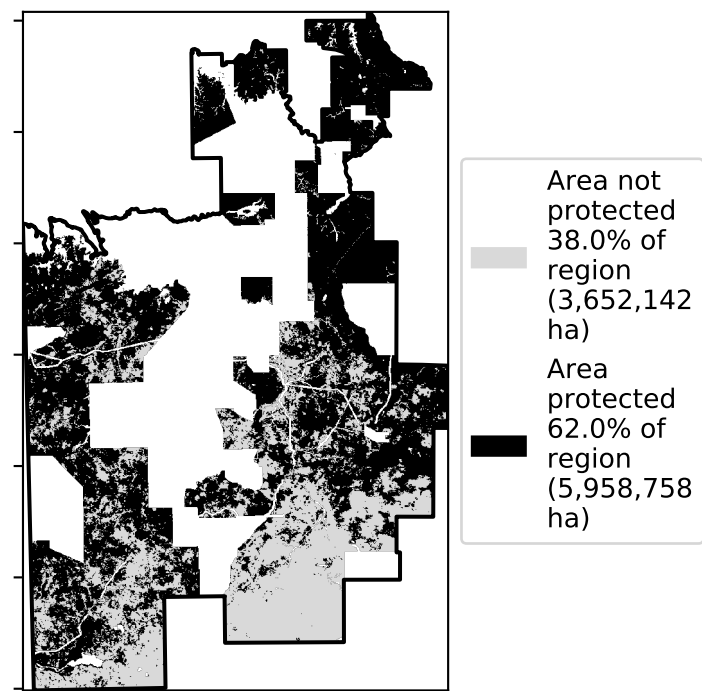 Area not
protected
38.0% of
region
(3,652,142
ha)
Area
protected
62.0% of
region
(5,958,758
ha)